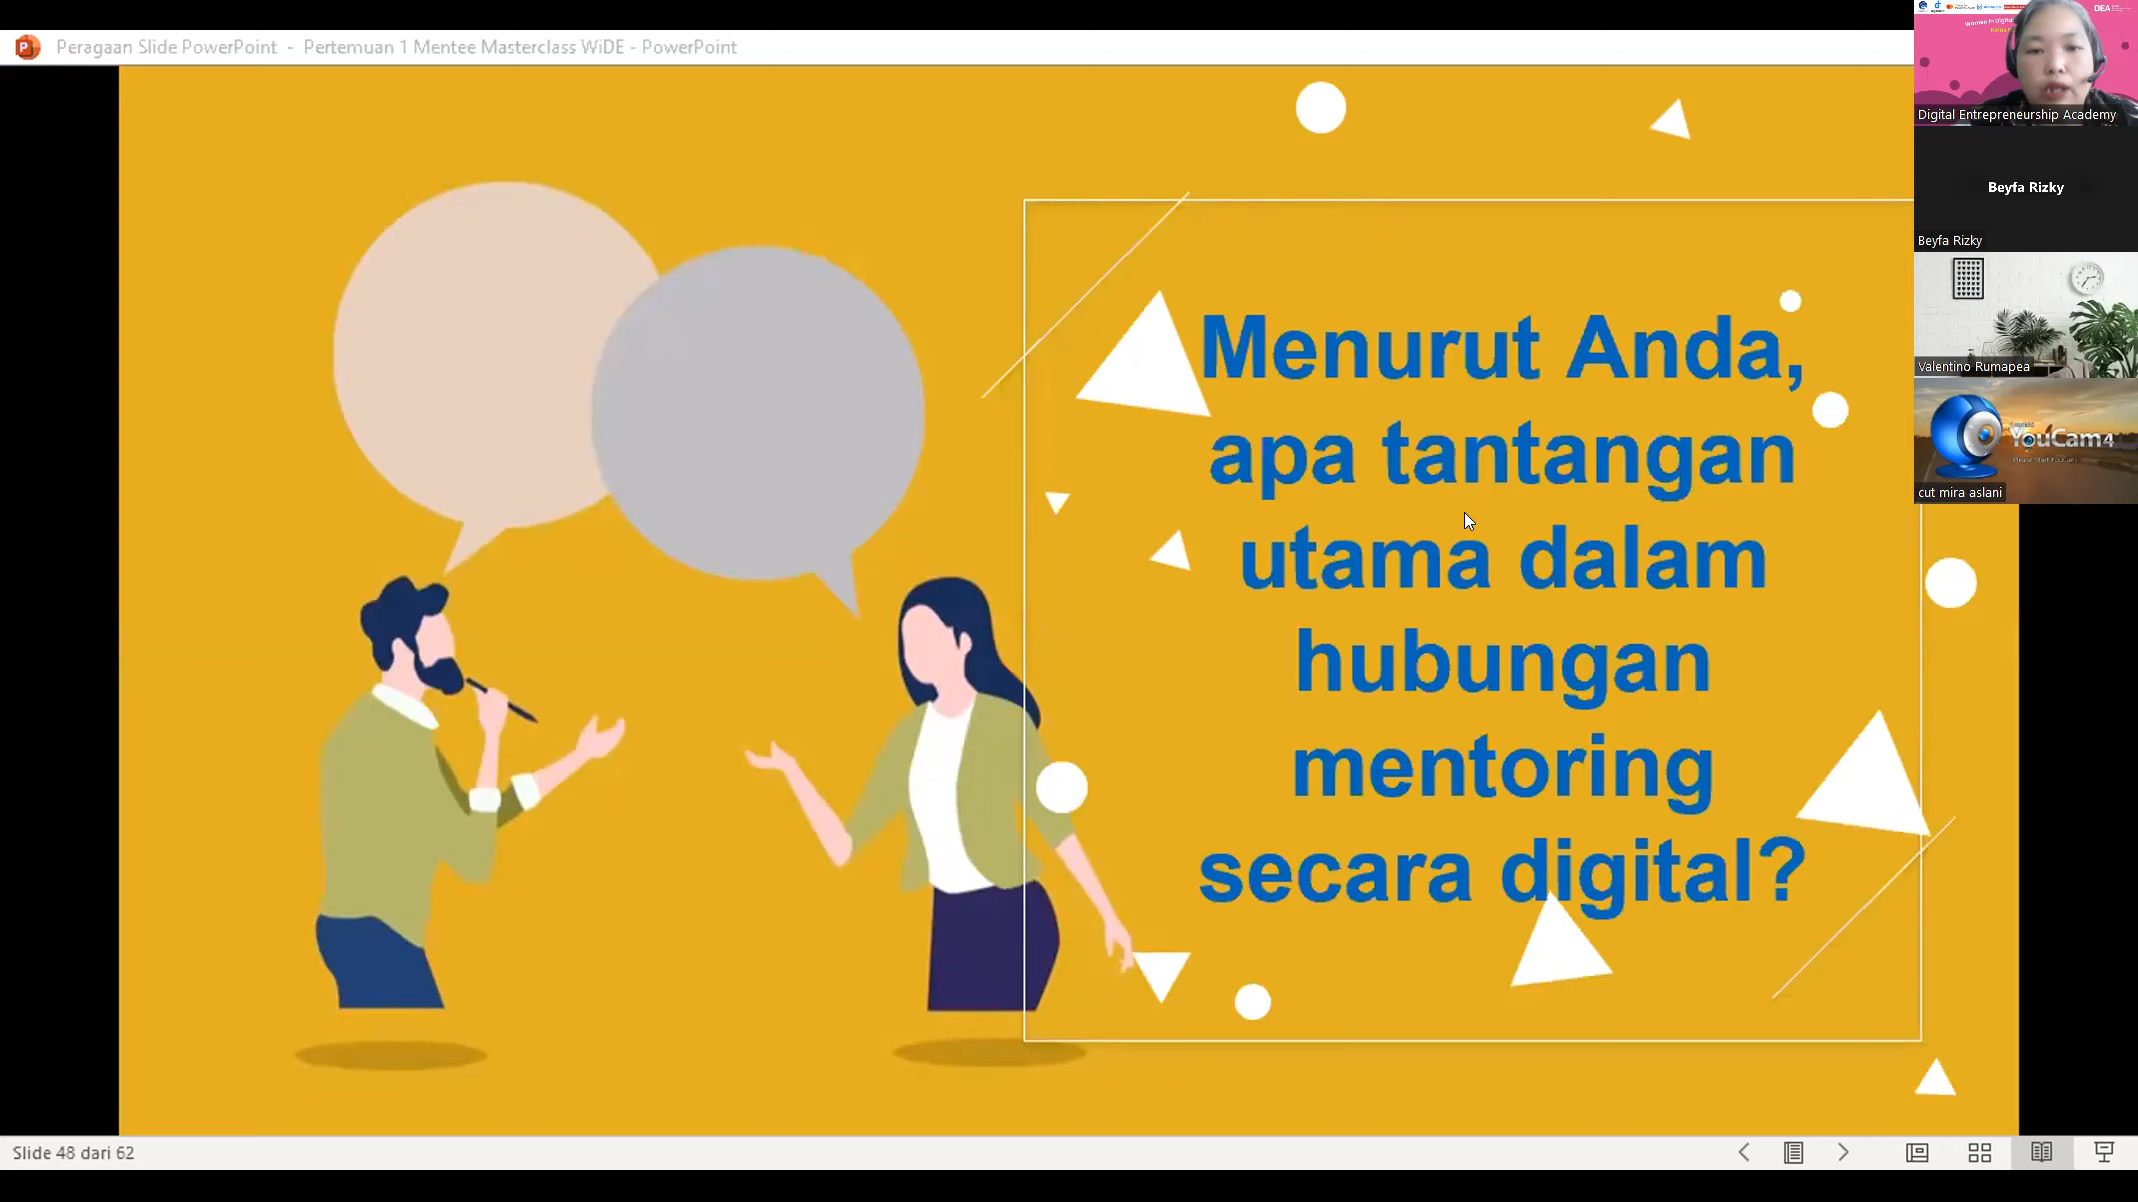 Peragaan Slide PowerPoint - Pertemuan 1 Mentee Masterclass WiDE - PowerPoint
Menurut Anda,
apa tantangan
utama dalam
hubungan
mentoring
secara digital?
DEA
Digital Entrepreneurship Academy
Beyfa Rizky
Beyfa Rizky
Valentino Rumapea
YouCam4
cut mira aslani
Slide 48 dari 62